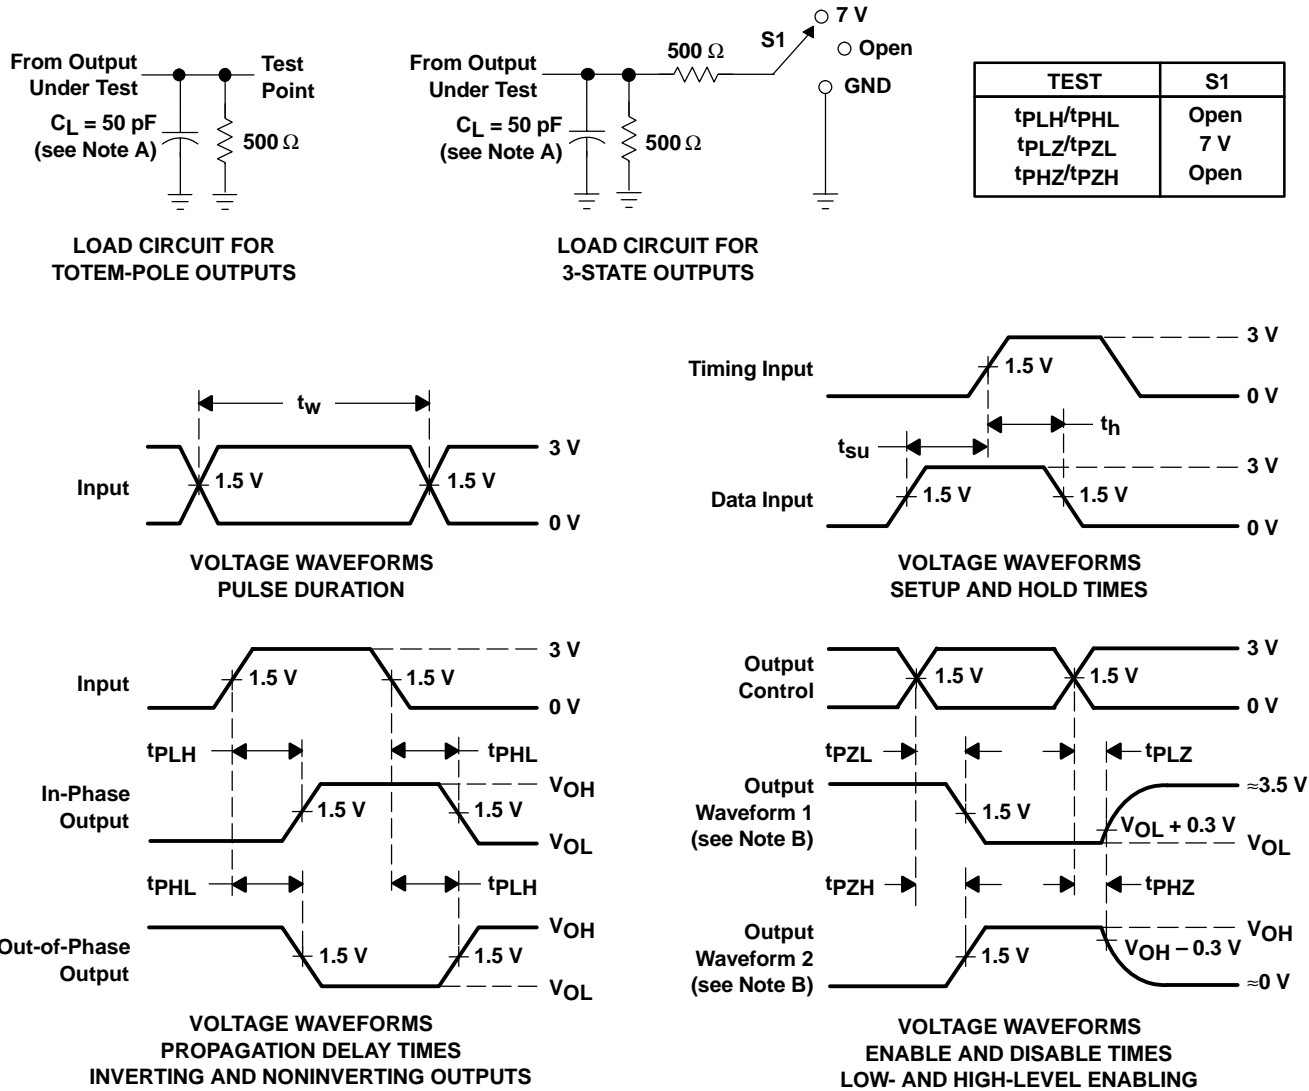 From Output
Under Test
Test
Point
CL = 50 pF
(see Note A)
500 Ω
LOAD CIRCUIT FOR
TOTEM-POLE OUTPUTS
From Output
Under Test
CL = 50 pF
(see Note A)
500 Ω
500 Ω
S1
7 V
Open
GND
LOAD CIRCUIT FOR
3-STATE OUTPUTS
TEST S1
tPLH/tPHL Open
tPLZ/tPZL 7 V
tPHZ/tPZH Open
tw
Input
1.5 V
1.5 V
3 V
0 V
VOLTAGE WAVEFORMS
PULSE DURATION
Timing Input
1.5 V
3 V
0 V
tsu
th
Data Input
1.5 V
1.5 V
3 V
0 V
VOLTAGE WAVEFORMS
SETUP AND HOLD TIMES
Input
1.5 V
1.5 V
3 V
0 V
tPLH
tPHL
In-Phase
Output
1.5 V
1.5 V
VOH
VOL
tPHL
tPLH
Out-of-Phase
Output
1.5 V
1.5 V
VOH
VOL
VOLTAGE WAVEFORMS
PROPAGATION DELAY TIMES
INVERTING AND NONINVERTING OUTPUTS
Output
Control
1.5 V
1.5 V
3 V
0 V
tPZL
tPLZ
Output
Waveform 1
(see Note B)
1.5 V
VOL + 0.3 V
≈3.5 V
VOL
tPZH
tPHZ
Output
Waveform 2
(see Note B)
1.5 V
VOH – 0.3 V
VOH
≈0 V
VOLTAGE WAVEFORMS
ENABLE AND DISABLE TIMES
LOW- AND HIGH-LEVEL ENABLING